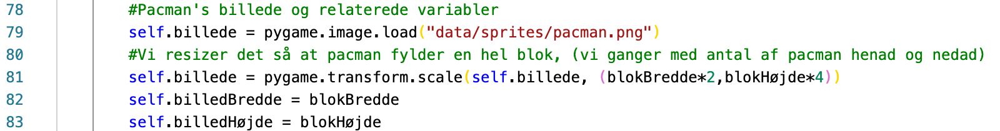 78 #Pacman's billede og relaterede variabler
79 self.billede = pygame.image.load("data/sprites/pacman.png")
80 #Vi resizer det så at pacman fylder en hel blok, (vi ganger med antal af pacman henad og nedad)
81 self.billede = pygame.transform.scale(self.billede, (blokBredde*2,blokHøjde*4))
82 self.billedBredde = blokBredde
83 self.billedHøjde = blokHøjde